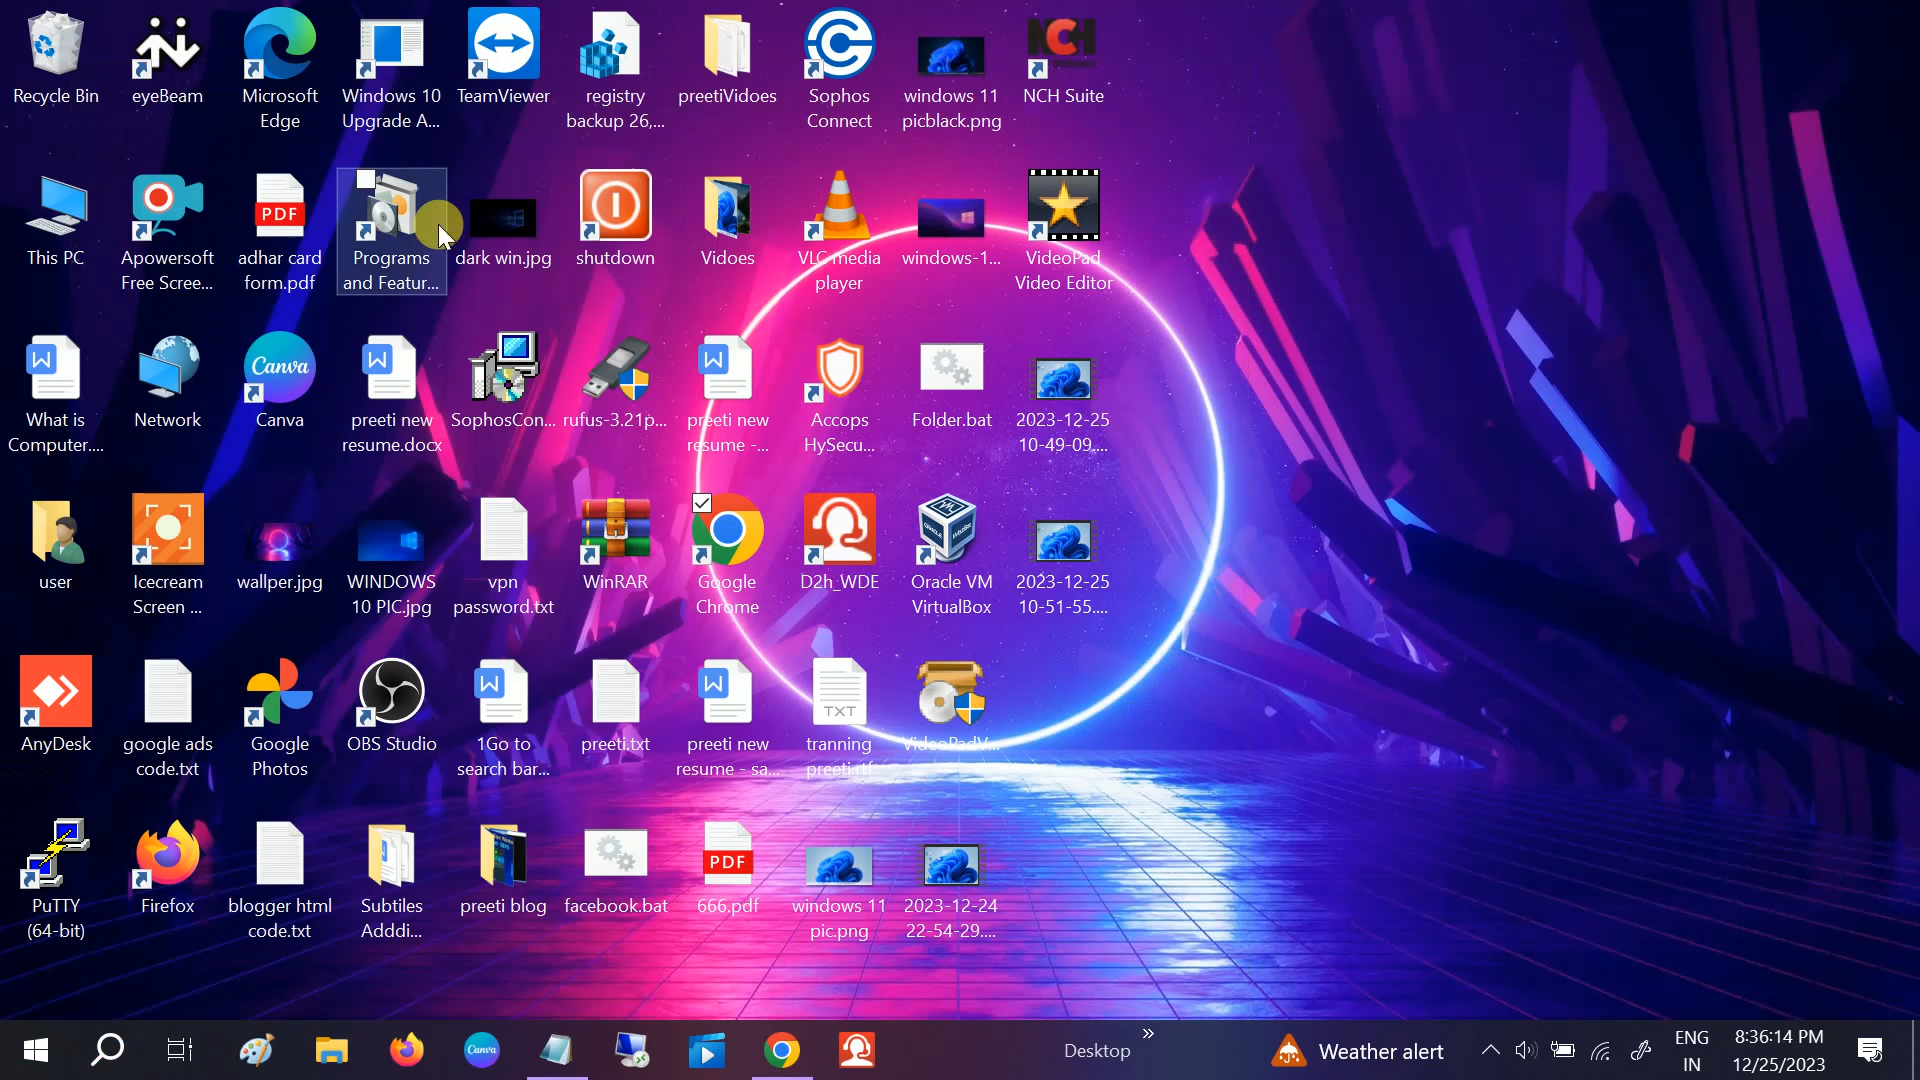 Recycle Bin
eyeBeam
Microsoft
Edge
Windows 10
Upgrade A...
TeamViewer
registry
backup 26,...
preetiVidoes
Sophos
Connect
windows 11
picblack.png
NCH
NCH Suite
This PC
Apowersoft
Free Scree...
PDF
adhar card
form.pdf
Programs
and Featur...
dark win.jpg
shutdown
Vidoes
VLC media
player
windows-1...
VideoPad
Video Editor
W
What is
Computer....
Network
Canva
Canva
W
preeti new
resume.docx
SophosCon...
rufus-3.21p...
W
preeti new
resume -...
Accops
HySecu...
Folder.bat
2023-12-25
10-49-09....
user
Icecream
Screen ...
wallper.jpg
WINDOWS
10 PIC.jpg
vpn
password.txt
WinRAR
Google
Chrome
D2h_WDE
Oracle VM
VirtualBox
2023-12-25
10-51-55....
AnyDesk
google ads
code.txt
Google
Photos
OBS Studio
W
1Go to
search bar...
preeti.txt
W
preeti new
resume - sa...
TXT
tranning
preeti.rtf
VideoPadV...
PuTTY
(64-bit)
Firefox
blogger html
code.txt
Subtiles
Adddi...
preeti blog
facebook.bat
PDF
666.pdf
windows 11
pic.png
2023-12-24
22-54-29....
Canva
Desktop
Weather alert
ENG
IN
8:36:14 PM
12/25/2023